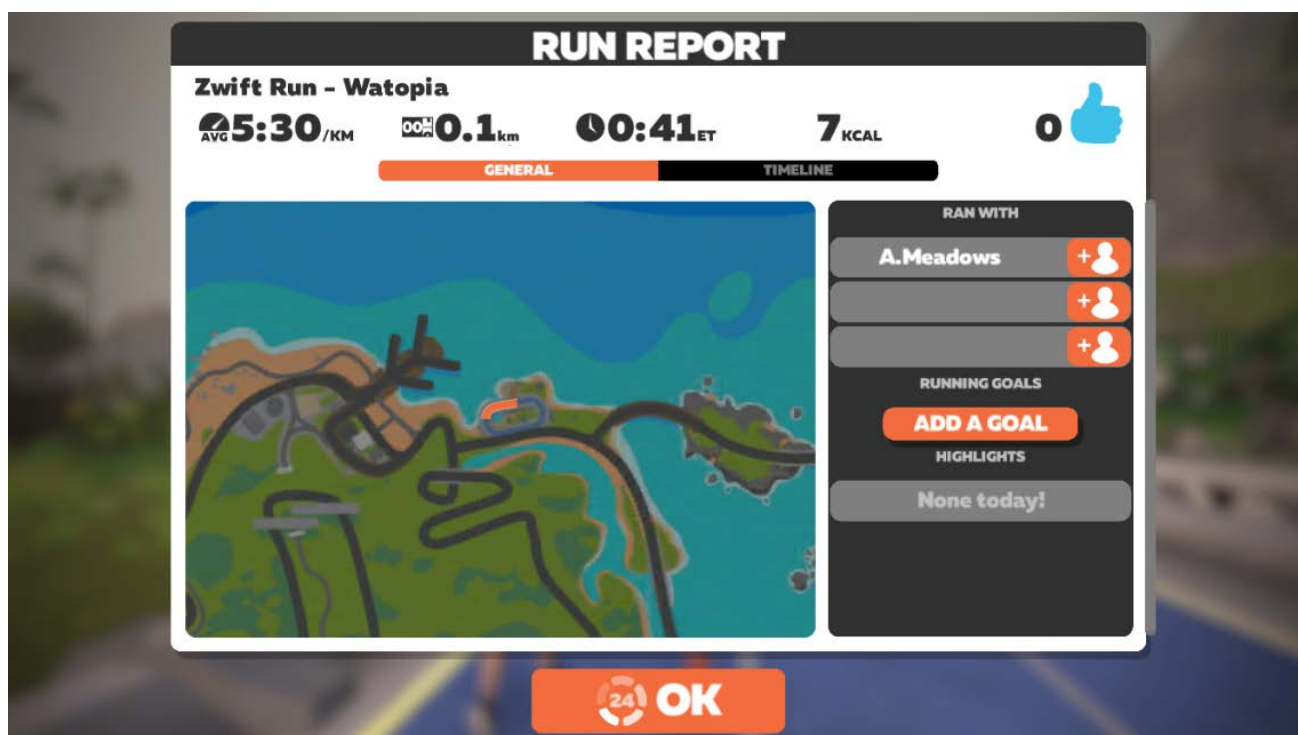 RUN REPORT
Zwift Run - Watopia
AVG 5:30/KM 0.1km 0:41ET 7KCAL 0
GENERAL TIMELINE
RAN WITH
A.Meadows +
+
+
RUNNING GOALS
ADD A GOAL
HIGHLIGHTS
None today!
24 OK